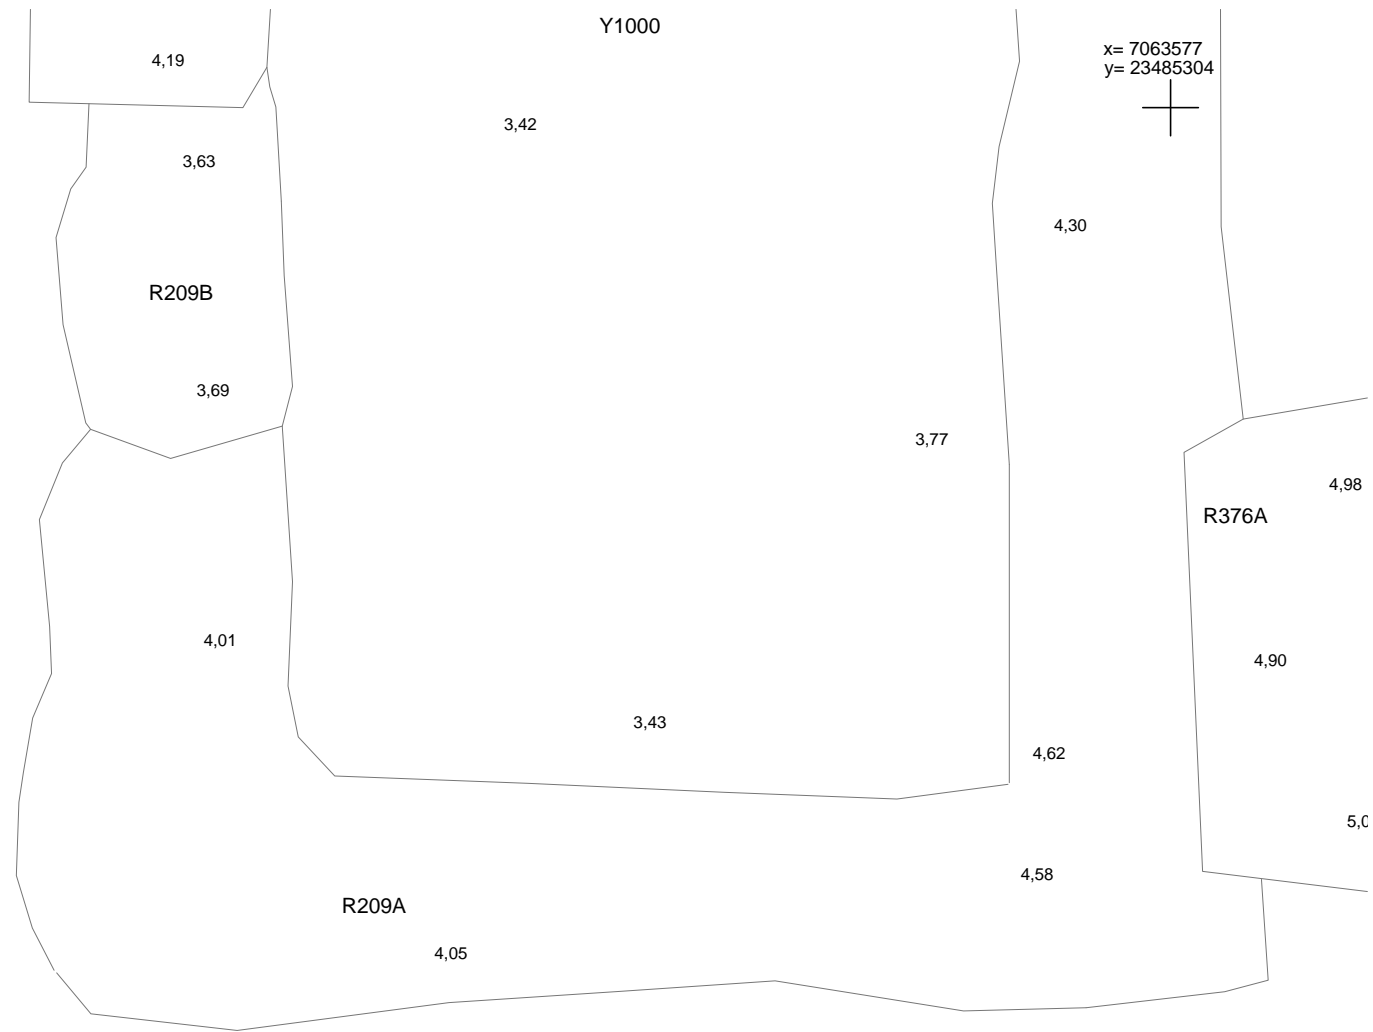 Y1000
x= 7063577
y= 23485304
4,19
3,42
3,63
4,30
R209B
3,69
3,77
4,98
R376A
4,01
4,90
3,43
4,62
5,0
4,58
R209A
4,05